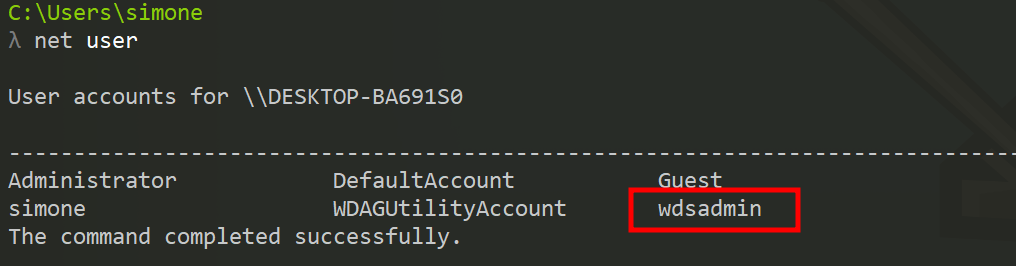 C:\Users\simone
λ net user
User accounts for \\DESKTOP-BA691S0
-------------------------------------------------------------------------------
Administrator DefaultAccount Guest
simone WDAGUtilityAccount wdsadmin
The command completed successfully.